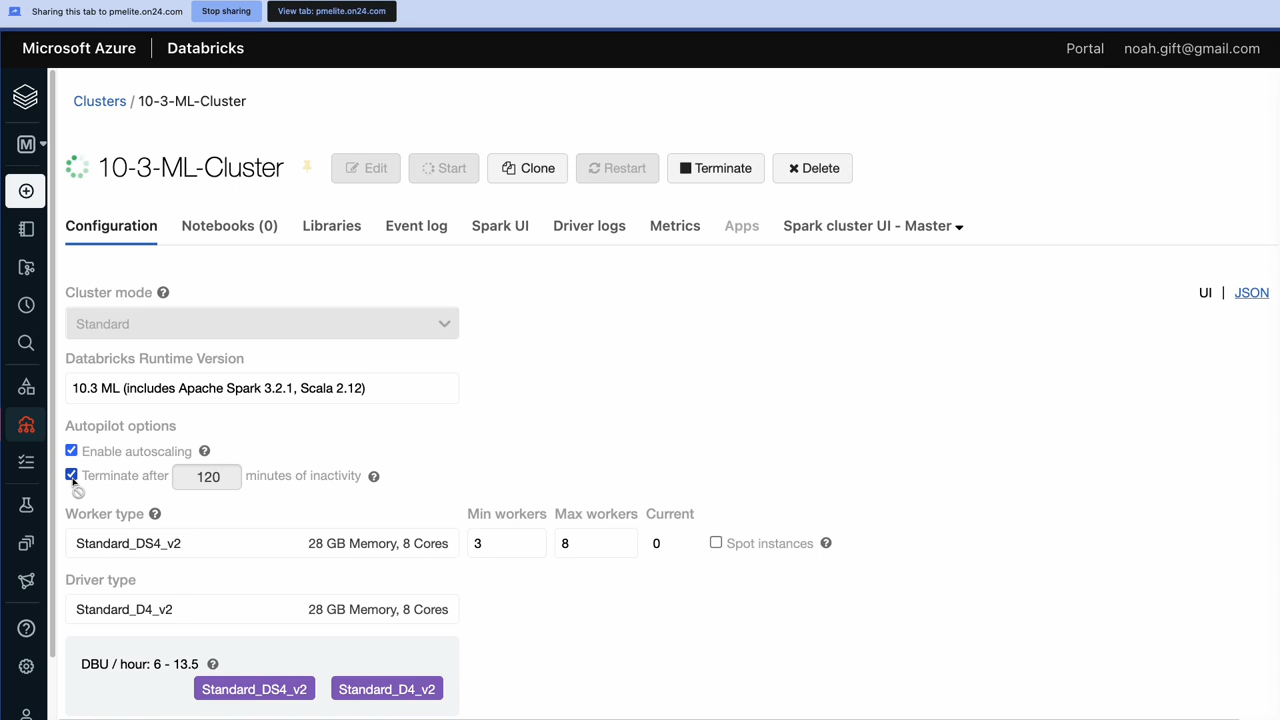 Sharing this tab to pmelite.on24.com Stop sharing View tab: pmelite.on24.com
Microsoft Azure Databricks Portal noah.gift@gmail.com
Clusters / 10-3-ML-Cluster
M
10-3-ML-Cluster Edit Start Clone Restart Terminate Delete
Configuration Notebooks (0) Libraries Event log Spark UI Driver logs Metrics Apps Spark cluster UI - Master
Cluster mode ? UI | JSON
Standard
Databricks Runtime Version
10.3 ML (includes Apache Spark 3.2.1, Scala 2.12)
Autopilot options
Enable autoscaling ?
Terminate after 120 minutes of inactivity ?
Worker type ? Min workers Max workers Current
Standard_DS4_v2 28 GB Memory, 8 Cores 3 8 0 Spot instances ?
Driver type
Standard_D4_v2 28 GB Memory, 8 Cores
DBU / hour: 6 - 13.5 ?
Standard_DS4_v2 Standard_D4_v2